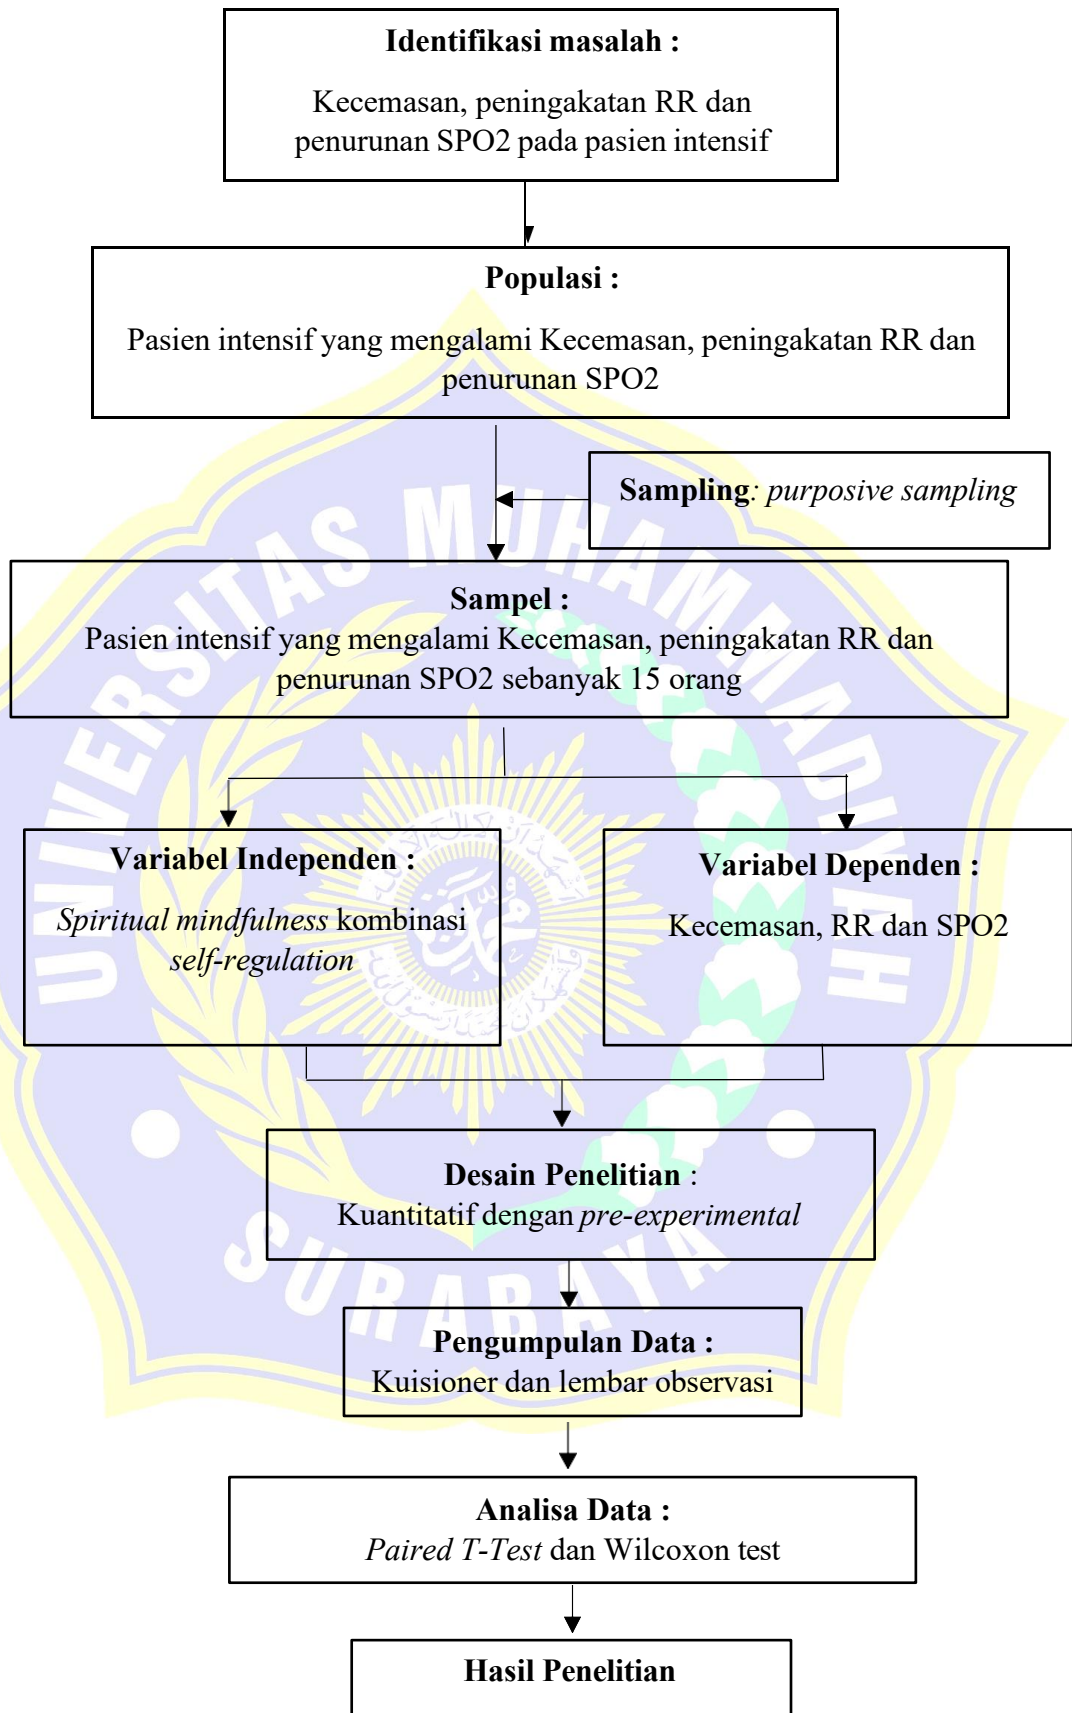 Identifikasi masalah :
Kecemasan, peningakatan RR dan
penurunan SPO2 pada pasien intensif
Populasi :
Pasien intensif yang mengalami Kecemasan, peningakatan RR dan
penurunan SPO2
Sampling: purposive sampling
UNIVERSITAS MUHAMMADIYAH
Sampel :
Pasien intensif yang mengalami Kecemasan, peningakatan RR dan
penurunan SPO2 sebanyak 15 orang
Variabel Independen :
Spiritual mindfulness kombinasi
self-regulation
Variabel Dependen :
Kecemasan, RR dan SPO2
Desain Penelitian :
Kuantitatif dengan pre-experimental
SURABAYA
Pengumpulan Data :
Kuisioner dan lembar observasi
Analisa Data :
Paired T-Test dan Wilcoxon test
Hasil Penelitian